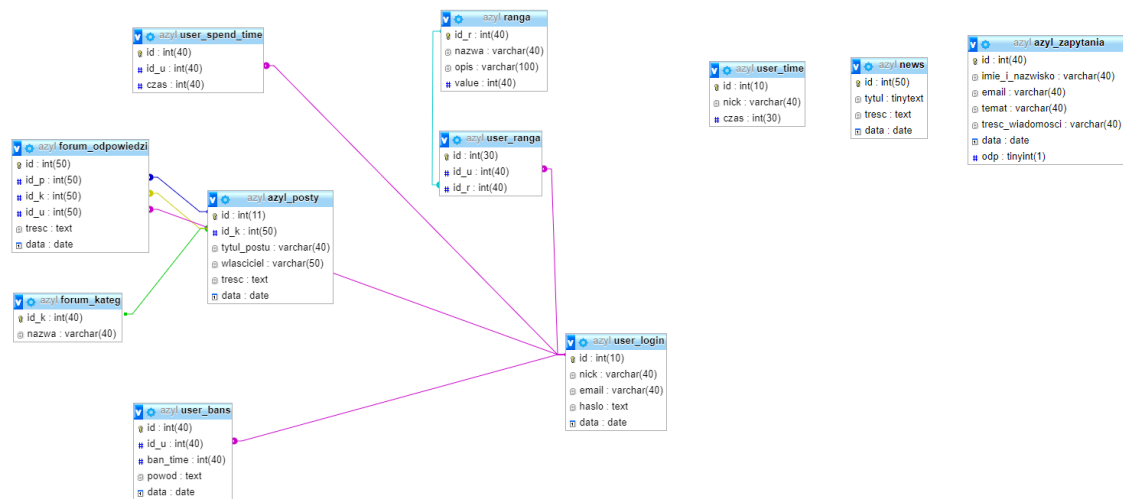 azyl user_spend_time
id : int(40)
id_u : int(40)
czas : int(40)
azyl ranga
id_r : int(40)
nazwa : varchar(40)
opis : varchar(100)
value : int(40)
azyl user_time
id : int(10)
nick : varchar(40)
czas : int(30)
azyl news
id : int(50)
tytul : tinytext
tresc : text
data : date
azyl azyl_zapytania
id : int(40)
imie_i_nazwisko : varchar(40)
email : varchar(40)
temat : varchar(40)
tresc_wiadomosci : varchar(40)
data : date
odp : tinyint(1)
azyl forum_odpowiedzi
id : int(50)
id_p : int(50)
id_k : int(50)
id_u : int(50)
tresc : text
data : date
azyl user_ranga
id : int(30)
id_u : int(40)
id_r : int(40)
azyl azyl_posty
id : int(11)
id_k : int(50)
tytul_postu : varchar(40)
wlasciciel : varchar(50)
tresc : text
data : date
azyl forum_kateg
id_k : int(40)
nazwa : varchar(40)
azyl user_login
id : int(10)
nick : varchar(40)
email : varchar(40)
haslo : text
data : date
azyl user_bans
id : int(40)
id_u : int(40)
ban_time : int(40)
powod : text
data : date